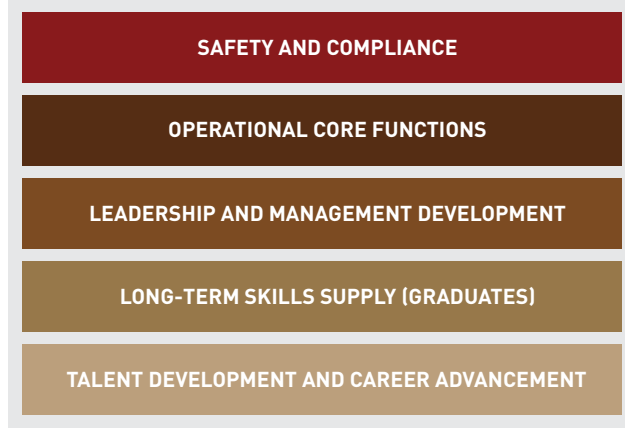 SAFETY AND COMPLIANCE
OPERATIONAL CORE FUNCTIONS
LEADERSHIP AND MANAGEMENT DEVELOPMENT
LONG-TERM SKILLS SUPPLY (GRADUATES)
TALENT DEVELOPMENT AND CAREER ADVANCEMENT